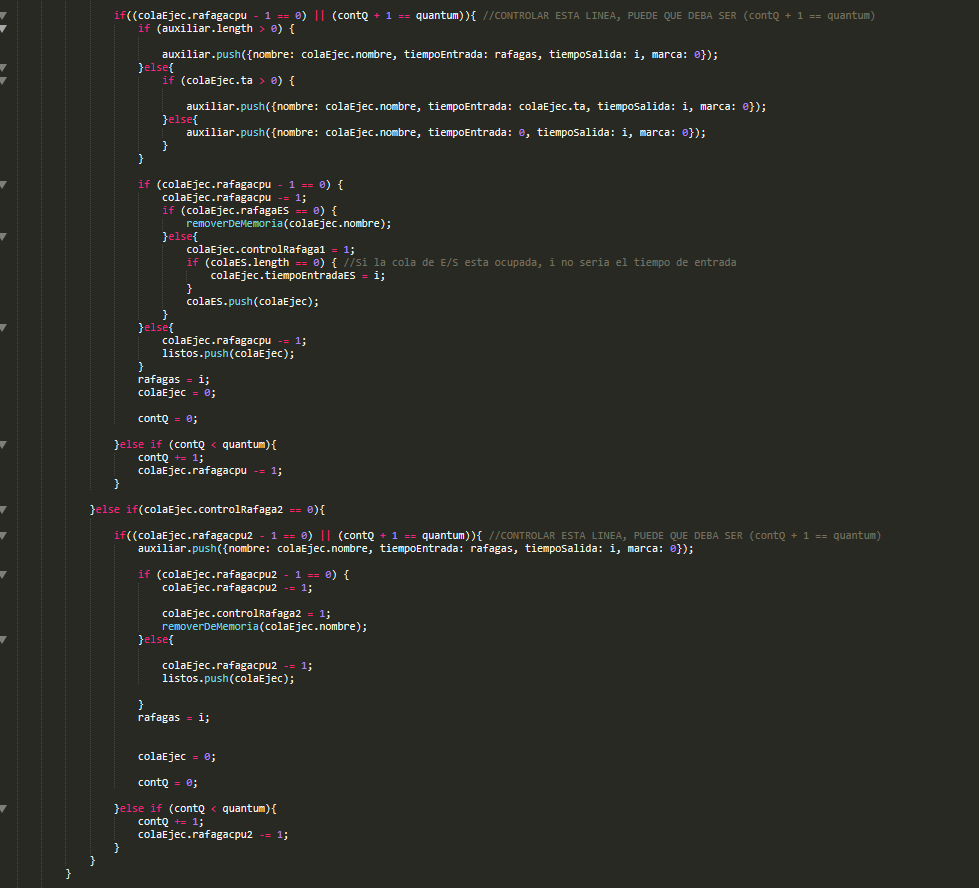 if((colaEjec.rafagacpu - 1 == 0) || (contQ + 1 == quantum)){ //CONTROLAR ESTA LINEA, PUEDE QUE DEBA SER (contQ + 1 == quantum)
if (auxiliar.length > 0) {
auxiliar.push({nombre: colaEjec.nombre, tiempoEntrada: rafagas, tiempoSalida: i, marca: 0});
}else{
if (colaEjec.ta > 0) {
auxiliar.push({nombre: colaEjec.nombre, tiempoEntrada: colaEjec.ta, tiempoSalida: i, marca: 0});
}else{
auxiliar.push({nombre: colaEjec.nombre, tiempoEntrada: 0, tiempoSalida: i, marca: 0});
}
}
if (colaEjec.rafagacpu - 1 == 0) {
colaEjec.rafagacpu -= 1;
if (colaEjec.rafagaES == 0) {
removerDeMemoria(colaEjec.nombre);
}else{
colaEjec.controlRafaga1 = 1;
if (colaES.length == 0) { //Si la cola de E/S esta ocupada, i no seria el tiempo de entrada
colaEjec.tiempoEntradaES = i;
}
colaES.push(colaEjec);
}
}else{
colaEjec.rafagacpu -= 1;
listos.push(colaEjec);
}
rafagas = i;
colaEjec = 0;
contQ = 0;
}else if (contQ < quantum){
contQ += 1;
colaEjec.rafagacpu -= 1;
}
}else if(colaEjec.controlRafaga2 == 0){
if((colaEjec.rafagacpu2 - 1 == 0) || (contQ + 1 == quantum)){ //CONTROLAR ESTA LINEA, PUEDE QUE DEBA SER (contQ + 1 == quantum)
auxiliar.push({nombre: colaEjec.nombre, tiempoEntrada: rafagas, tiempoSalida: i, marca: 0});
if (colaEjec.rafagacpu2 - 1 == 0) {
colaEjec.rafagacpu2 -= 1;
colaEjec.controlRafaga2 = 1;
removerDeMemoria(colaEjec.nombre);
}else{
colaEjec.rafagacpu2 -= 1;
listos.push(colaEjec);
}
rafagas = i;
colaEjec = 0;
contQ = 0;
}else if (contQ < quantum){
contQ += 1;
colaEjec.rafagacpu2 -= 1;
}
}
}